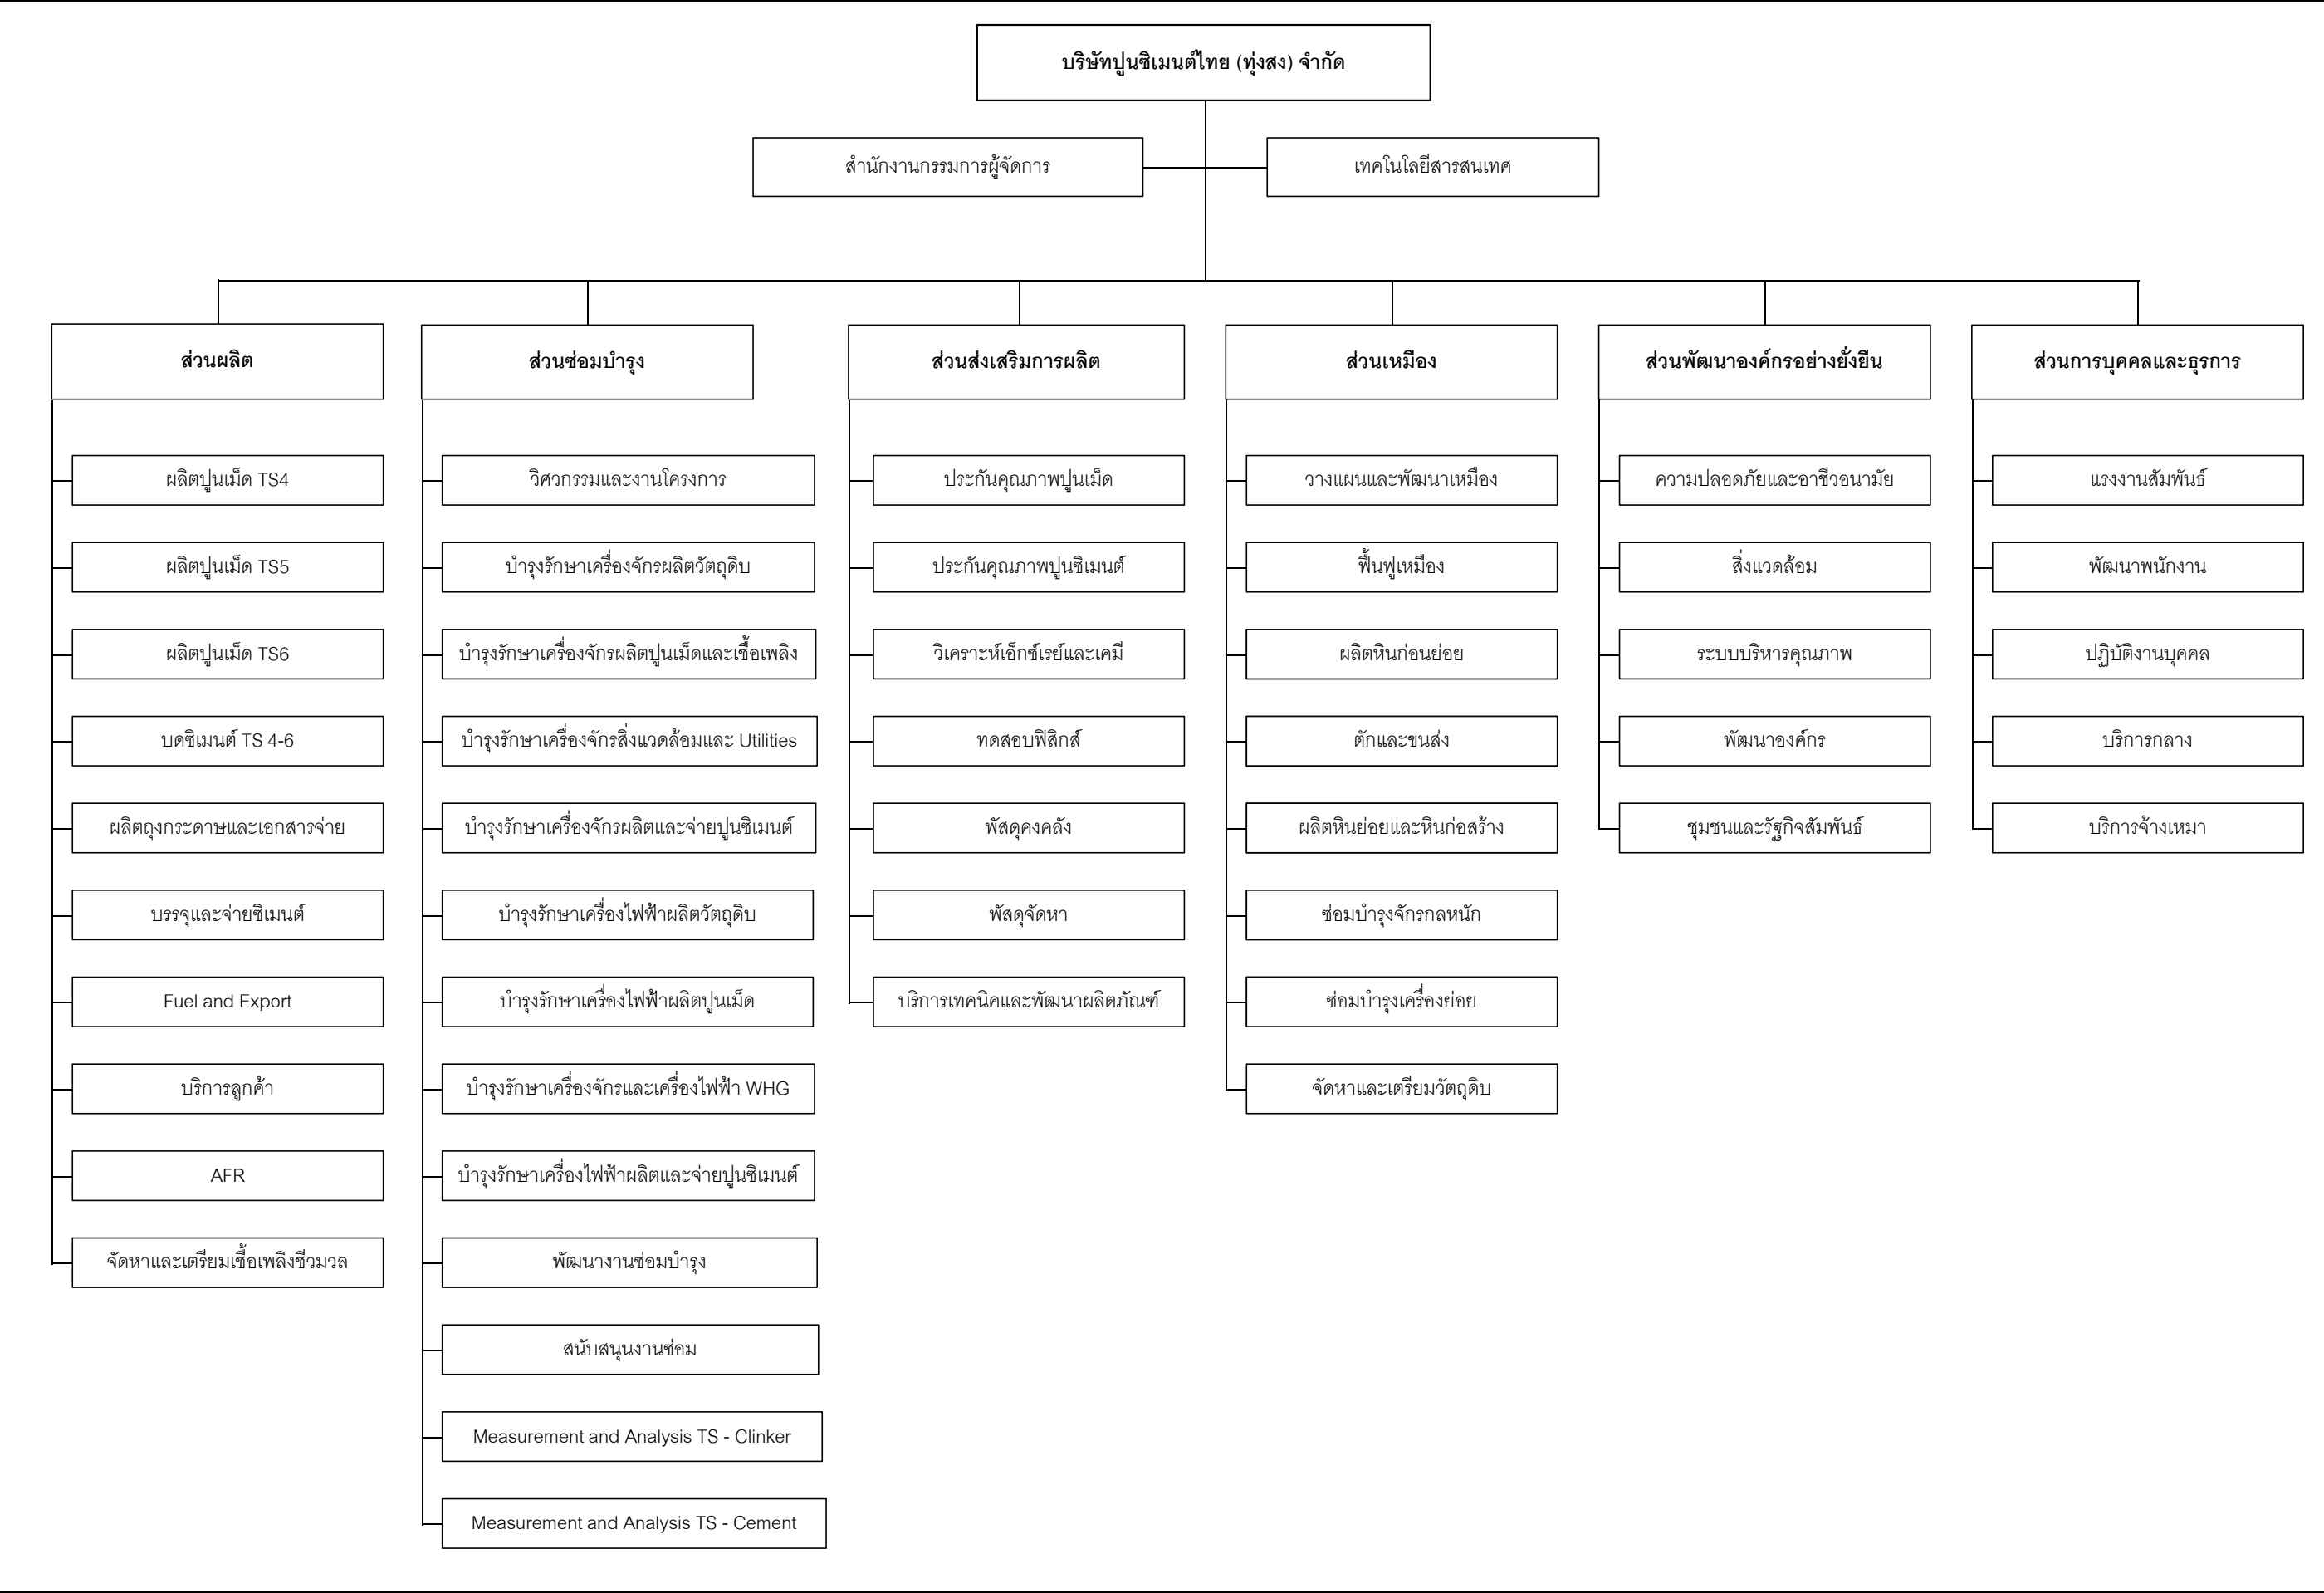 บริษัทปูนซิเมนต์ไทย (ทุ่งสง) จำกัด
สำนักงานกรรมการผู้จัดการ
เทคโนโลยีสารสนเทศ
ส่วนผลิต
ผลิตปูนเม็ด TS4
ผลิตปูนเม็ด TS5
ผลิตปูนเม็ด TS6
บดซิเมนต์ TS 4-6
ผลิตถุงกระดาษและเอกสารจ่าย
บรรจุและจ่ายซิเมนต์
Fuel and Export
บริการลูกค้า
AFR
จัดหาและเตรียมเชื้อเพลิงชีวมวล
ส่วนซ่อมบำรุง
วิศวกรรมและงานโครงการ
บำรุงรักษาเครื่องจักรผลิตวัตถุดิบ
บำรุงรักษาเครื่องจักรผลิตปูนเม็ดและเชื้อเพลิง
บำรุงรักษาเครื่องจักรสิ่งแวดล้อมและ Utilities
บำรุงรักษาเครื่องจักรผลิตและจ่ายปูนซิเมนต์
บำรุงรักษาเครื่องไฟฟ้าผลิตวัตถุดิบ
บำรุงรักษาเครื่องไฟฟ้าผลิตปูนเม็ด
บำรุงรักษาเครื่องจักรและเครื่องไฟฟ้า WHG
บำรุงรักษาเครื่องไฟฟ้าผลิตและจ่ายปูนซิเมนต์
พัฒนางานซ่อมบำรุง
สนับสนุนงานซ่อม
Measurement and Analysis TS - Clinker
Measurement and Analysis TS - Cement
ส่วนส่งเสริมการผลิต
ประกันคุณภาพปูนเม็ด
ประกันคุณภาพปูนซิเมนต์
วิเคราะห์เอ็กซ์เรย์และเคมี
ทดสอบฟิสิกส์
พัสดุคงคลัง
พัสดุจัดหา
บริการเทคนิคและพัฒนาผลิตภัณฑ์
ส่วนเหมือง
วางแผนและพัฒนาเหมือง
ฟื้นฟูเหมือง
ผลิตหินก่อนย่อย
ตักและขนส่ง
ผลิตหินย่อยและหินก่อสร้าง
ซ่อมบำรุงจักรกลหนัก
ซ่อมบำรุงเครื่องย่อย
จัดหาและเตรียมวัตถุดิบ
ส่วนพัฒนาองค์กรอย่างยั่งยืน
ความปลอดภัยและอาชีวอนามัย
สิ่งแวดล้อม
ระบบบริหารคุณภาพ
พัฒนาองค์กร
ชุมชนและรัฐกิจสัมพันธ์
ส่วนการบุคคลและธุรการ
แรงงานสัมพันธ์
พัฒนาพนักงาน
ปฏิบัติงานบุคคล
บริการกลาง
บริการจ้างเหมา